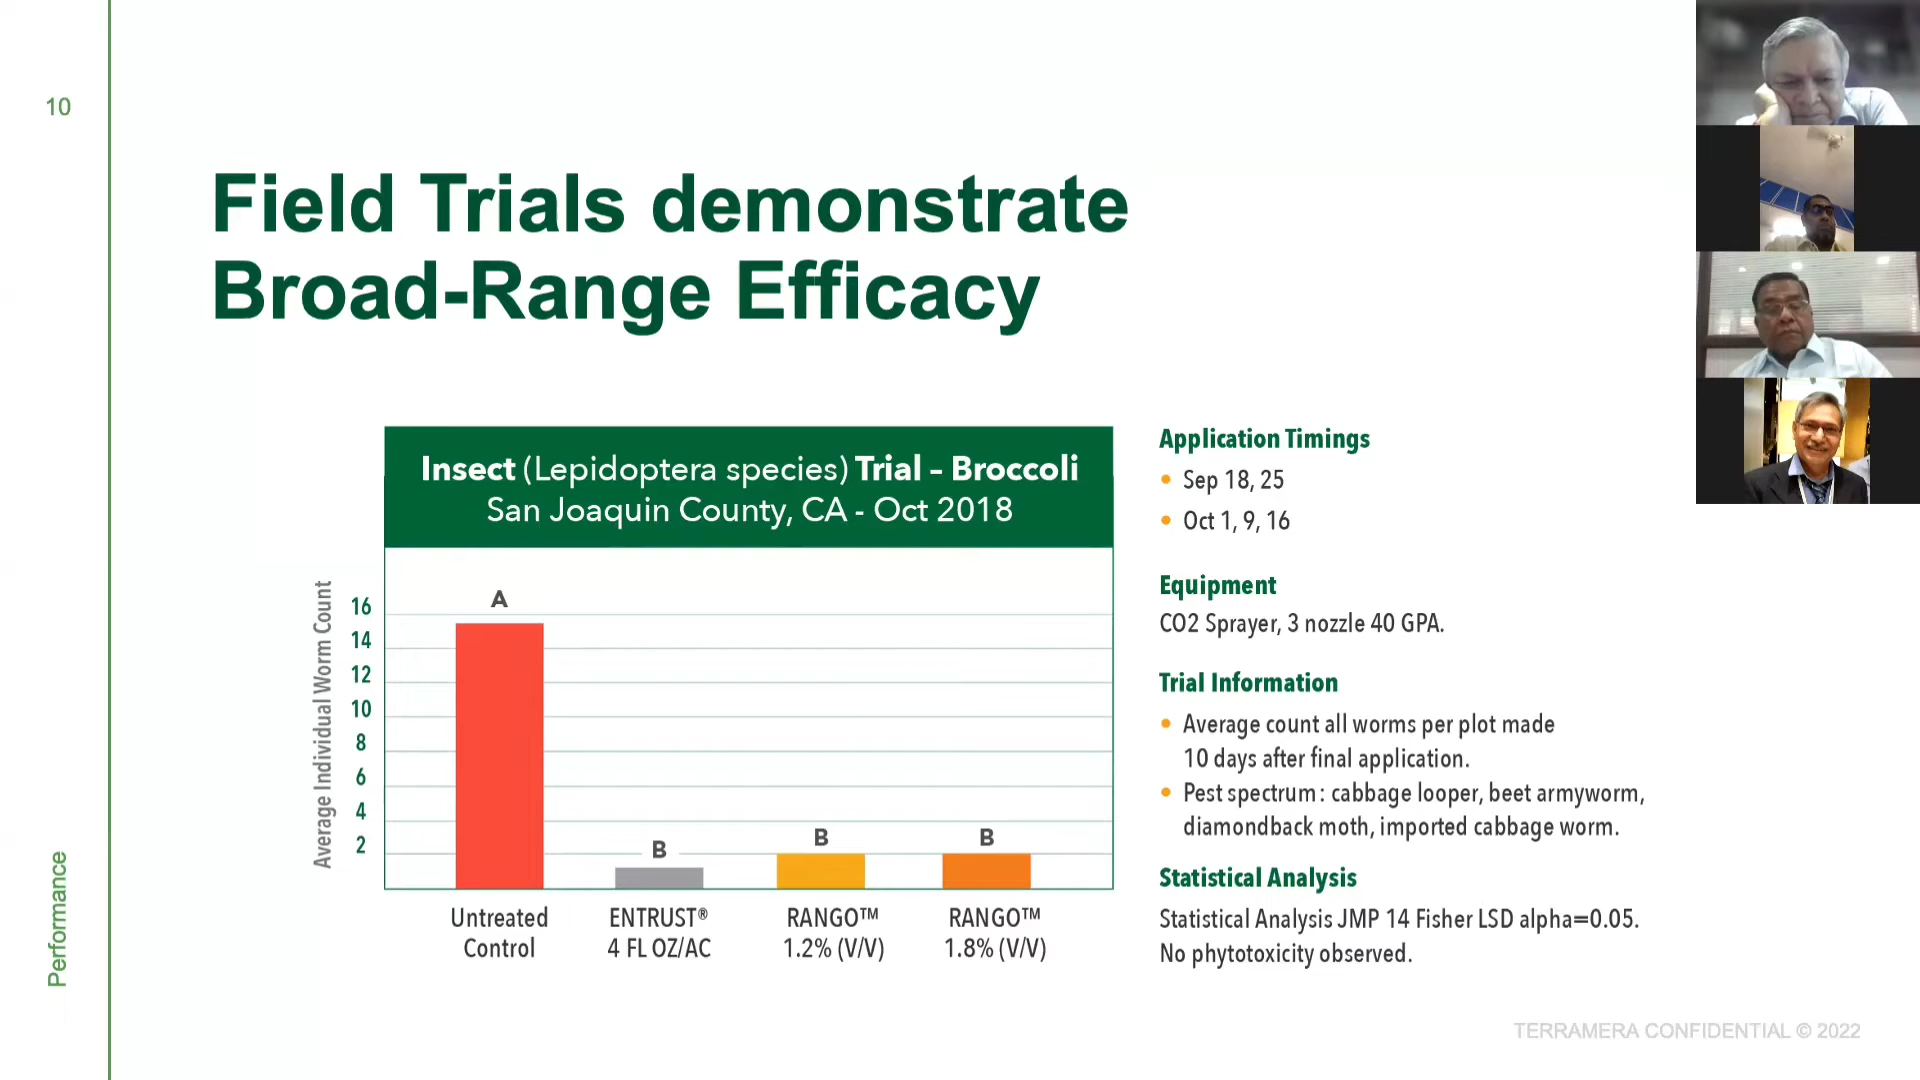 10
Field Trials demonstrate
Broad-Range Efficacy
Insect (Lepidoptera species) Trial – Broccoli
San Joaquin County, CA - Oct 2018
Average Individual Worm Count
16
14
12
10
8
6
4
2
A
B
B
B
Untreated
Control
ENTRUST®
4 FL OZ/AC
RANGO™
1.2% (V/V)
RANGO™
1.8% (V/V)
Application Timings
• Sep 18, 25
• Oct 1, 9, 16
Equipment
CO2 Sprayer, 3 nozzle 40 GPA.
Trial Information
• Average count all worms per plot made
10 days after final application.
• Pest spectrum : cabbage looper, beet armyworm,
diamondback moth, imported cabbage worm.
Statistical Analysis
Statistical Analysis JMP 14 Fisher LSD alpha=0.05.
No phytotoxicity observed.
Performance
TERRAMERA CONFIDENTIAL © 2022